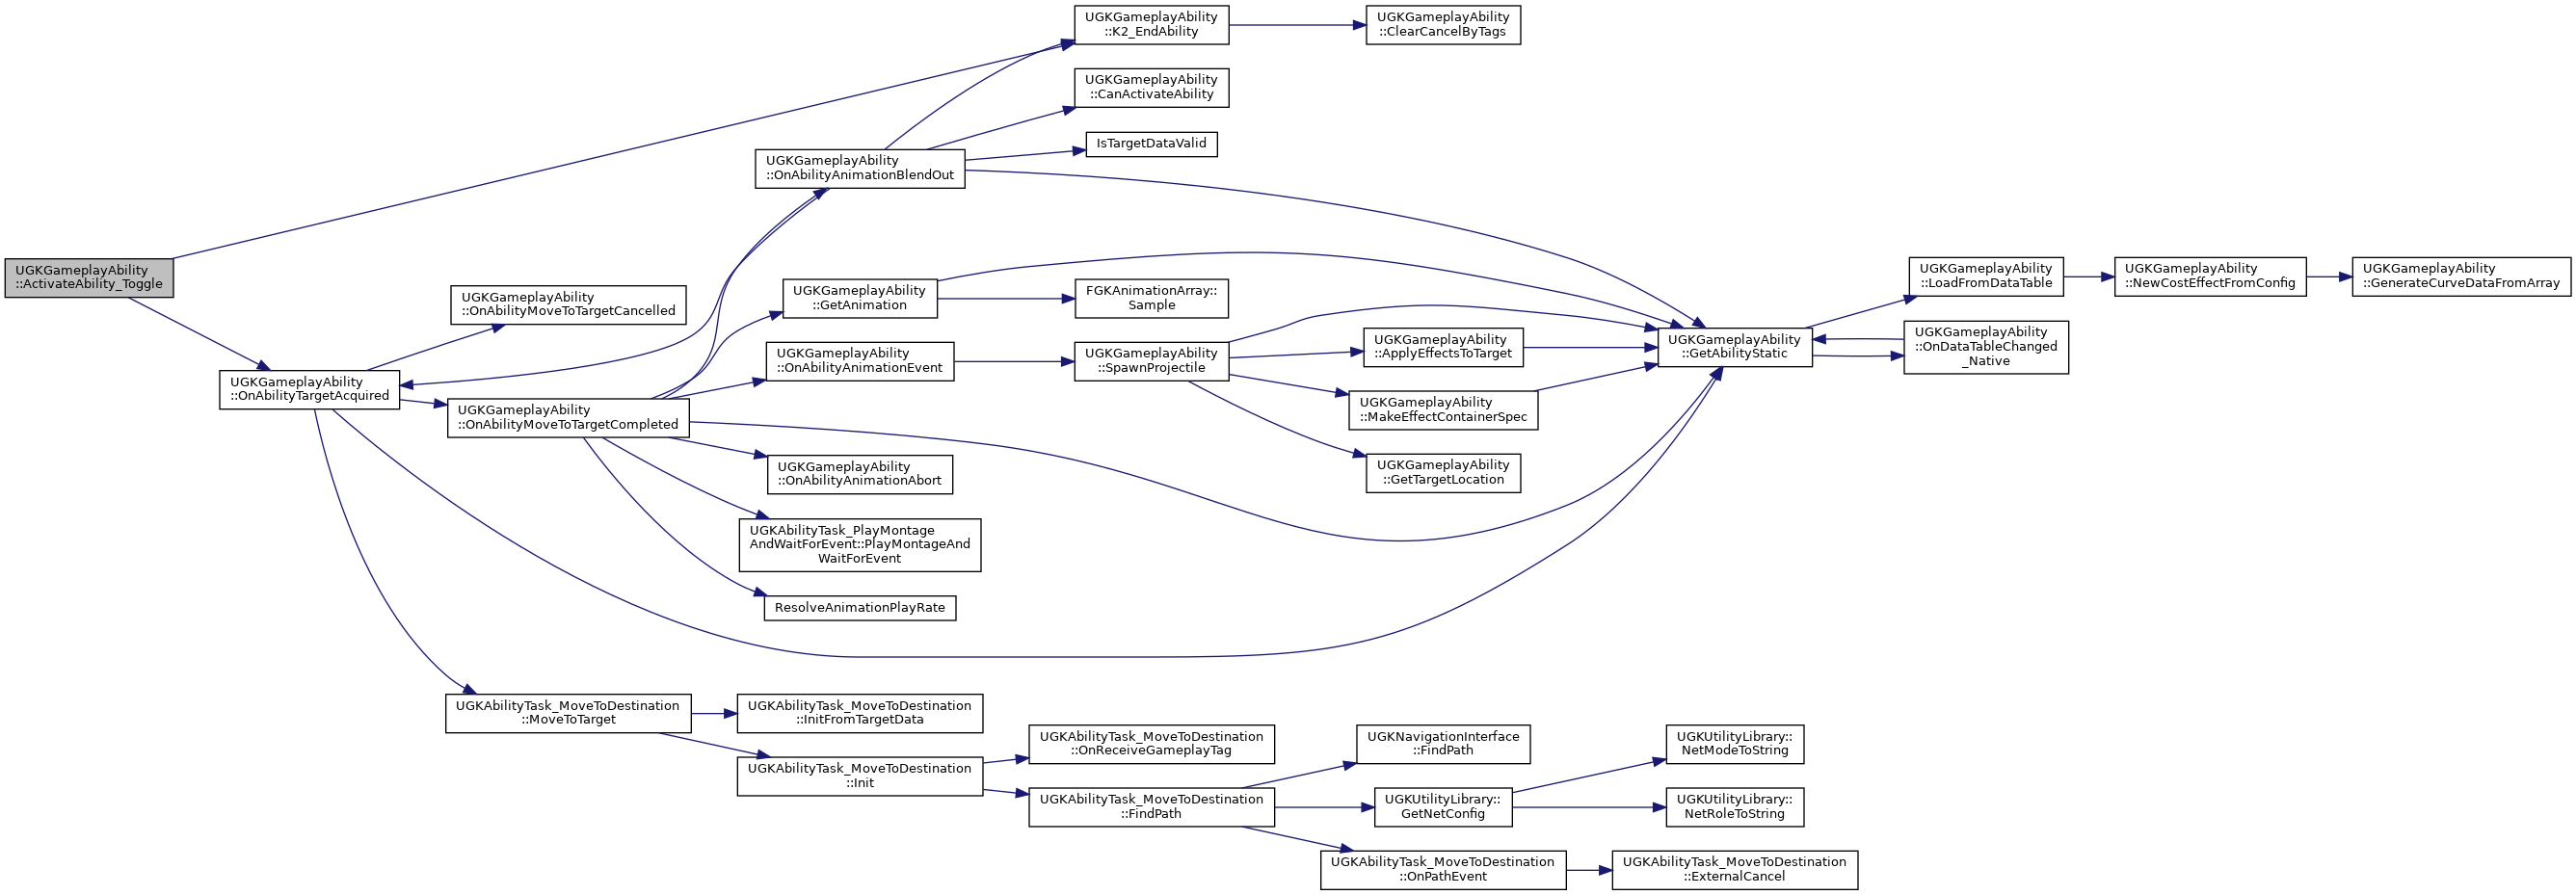 UGKGameplayAbility
::ActivateAbility_Toggle
UGKGameplayAbility
::K2_EndAbility
UGKGameplayAbility
::ClearCancelByTags
UGKGameplayAbility
::OnAbilityTargetAcquired
UGKGameplayAbility
::OnAbilityAnimationBlendOut
UGKGameplayAbility
::CanActivateAbility
IsTargetDataValid
UGKGameplayAbility
::OnAbilityMoveToTargetCancelled
UGKGameplayAbility
::OnAbilityMoveToTargetCompleted
UGKGameplayAbility
::GetAnimation
FGKAnimationArray::
Sample
UGKGameplayAbility
::OnAbilityAnimationEvent
UGKGameplayAbility
::SpawnProjectile
UGKGameplayAbility
::ApplyEffectsToTarget
UGKGameplayAbility
::MakeEffectContainerSpec
UGKGameplayAbility
::GetTargetLocation
UGKGameplayAbility
::GetAbilityStatic
UGKGameplayAbility
::LoadFromDataTable
UGKGameplayAbility
::NewCostEffectFromConfig
UGKGameplayAbility
::GenerateCurveDataFromArray
UGKGameplayAbility
::OnDataTableChanged
_Native
UGKGameplayAbility
::OnAbilityAnimationAbort
UGKAbilityTask_PlayMontage
AndWaitForEvent::PlayMontageAnd
WaitForEvent
ResolveAnimationPlayRate
UGKAbilityTask_MoveToDestination
::MoveToTarget
UGKAbilityTask_MoveToDestination
::InitFromTargetData
UGKAbilityTask_MoveToDestination
::Init
UGKAbilityTask_MoveToDestination
::OnReceiveGameplayTag
UGKAbilityTask_MoveToDestination
::FindPath
UGKNavigationInterface
::FindPath
UGKUtilityLibrary::
GetNetConfig
UGKUtilityLibrary::
NetModeToString
UGKUtilityLibrary::
NetRoleToString
UGKAbilityTask_MoveToDestination
::OnPathEvent
UGKAbilityTask_MoveToDestination
::ExternalCancel